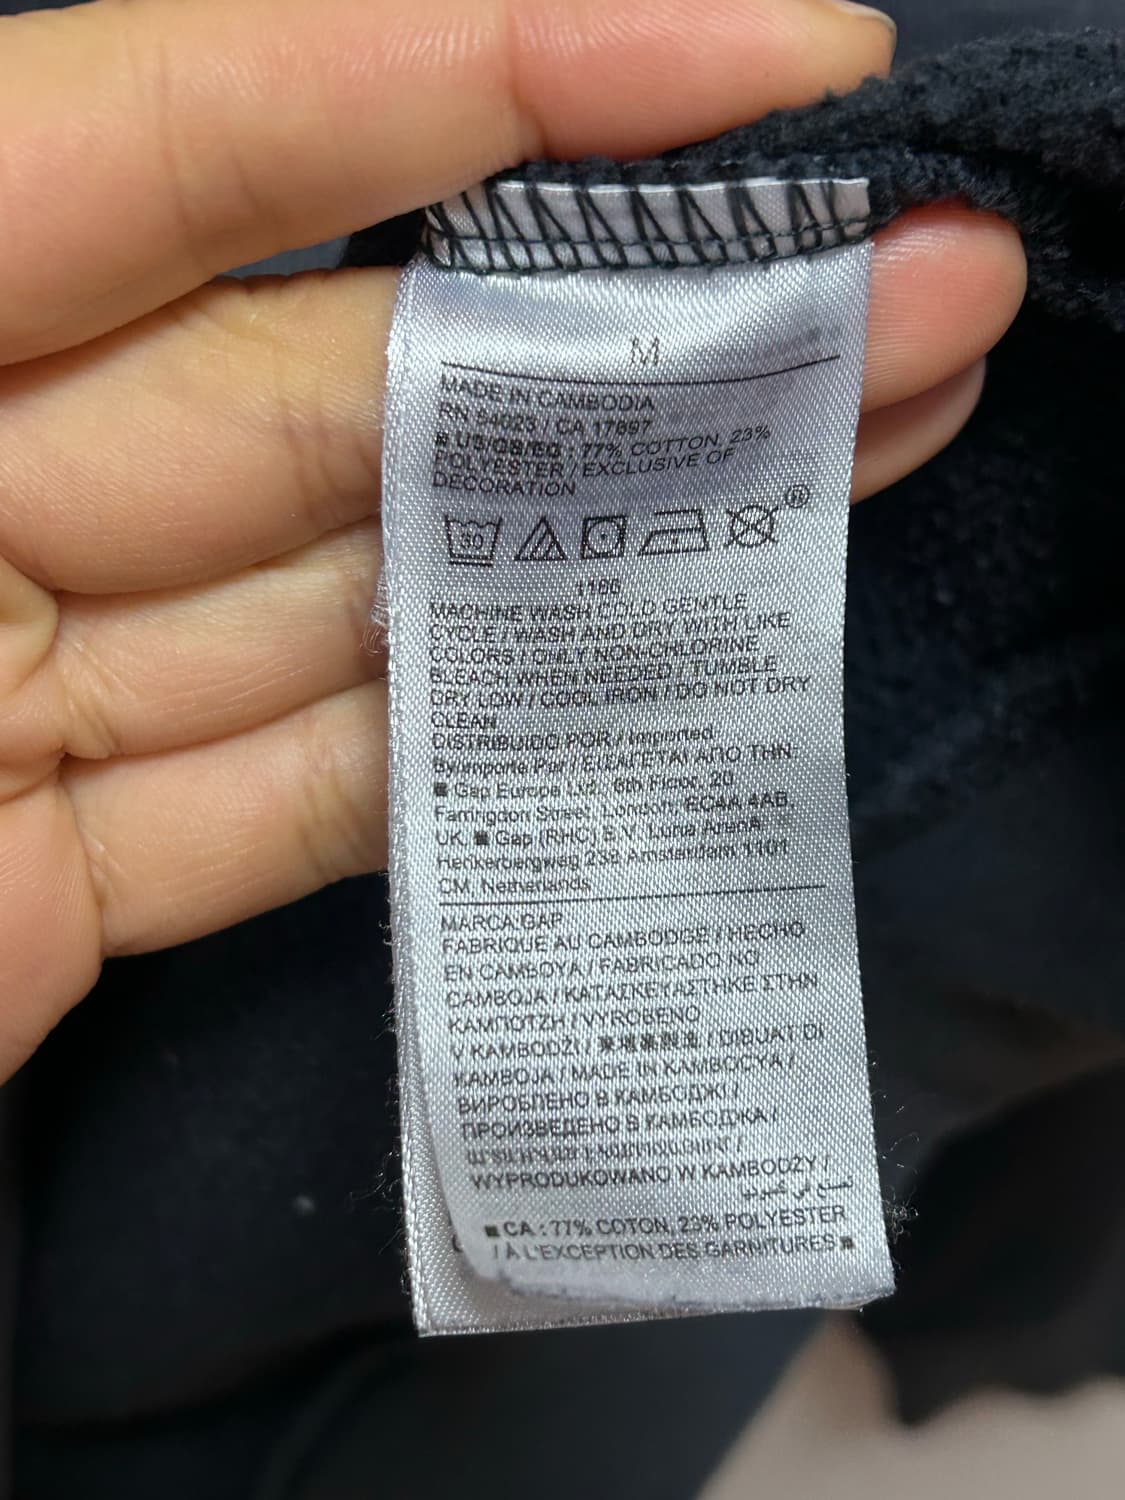 M
MADE IN CAMBODIA
RN 54023 / CA 17897
US/GB/EG : 77% COTTON, 23%
POLYESTER / EXCLUSIVE OF
DECORATION
30
1186
MACHINE WASH COLD GENTLE
CYCLE / WASH AND DRY WITH LIKE
COLORS / ONLY NON-CHLORINE
BLEACH WHEN NEEDED / TUMBLE
DRY LOW / COOL IRON / DO NOT DRY
CLEAN
DISTRIBUIDO POR / Imported
By/Importe Par / ΕΙΣΑΓΕΤΑΙ ΑΠΟ ΤΗΝ
Gap Europe Ltd. 6th Floor, 20
Farringdon Street, London, EC4A 4AB,
UK. Gap (RHC) B.V. Luna Arena
Herikerbergweg 238 Amsterdam 1101
CM, Netherlands
MARCA:GAP
FABRIQUE AU CAMBODGE / HECHO
EN CAMBOYA / FABRICADO NO
CAMBOJA / ΚΑΤΑΣΚΕΥΑΣΤΗΚΕ ΣΤΗΝ
ΚΑΜΠΟΤΖΗ / VYROBENO
V KAMBODŽI / / DIBUAT DI
KAMBOJA / MADE IN KAMBOÇYA /
ВИРОБЛЕНО В КАМБОДЖІ /
ПРОИЗВЕДЕНО В КАМБОДЖА /
WYPRODUKOWANO W KAMBODŻY /
CA : 77% COTON, 23% POLYESTER
/ À L'EXCEPTION DES GARNITURES